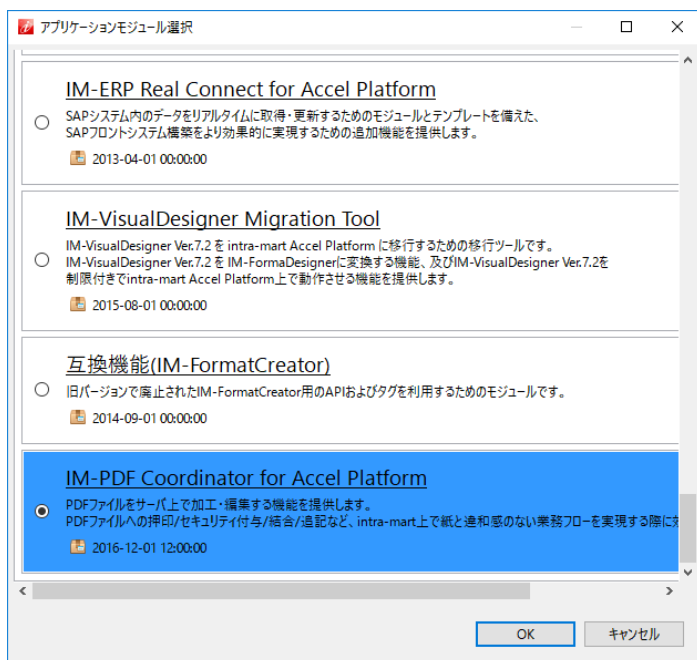 アプリケーションモジュール選択
IM-ERP Real Connect for Accel Platform
SAPシステム内のデータをリアルタイムに取得・更新するためのモジュールとテンプレートを備えた、
SAPフロントシステム構築をより効果的に実現するための追加機能を提供します。
2013-04-01 00:00:00
IM-VisualDesigner Migration Tool
IM-VisualDesigner Ver.7.2 を intra-mart Accel Platform に移行するための移行ツールです。
IM-VisualDesigner Ver.7.2 を IM-FormaDesignerに変換する機能、及びIM-VisualDesigner Ver.7.2を
制限付きでintra-mart Accel Platform上で動作させる機能を提供します。
2015-08-01 00:00:00
互換機能(IM-FormatCreator)
旧バージョンで廃止されたIM-FormatCreator用のAPIおよびタグを利用するためのモジュールです。
2014-09-01 00:00:00
IM-PDF Coordinator for Accel Platform
PDFファイルをサーバ上で加工・編集する機能を提供します。
PDFファイルへの押印/セキュリティ付与/結合/追記など、intra-mart上で紙と違和感のない業務フローを実現する際に効
2016-12-01 12:00:00
OK
キャンセル